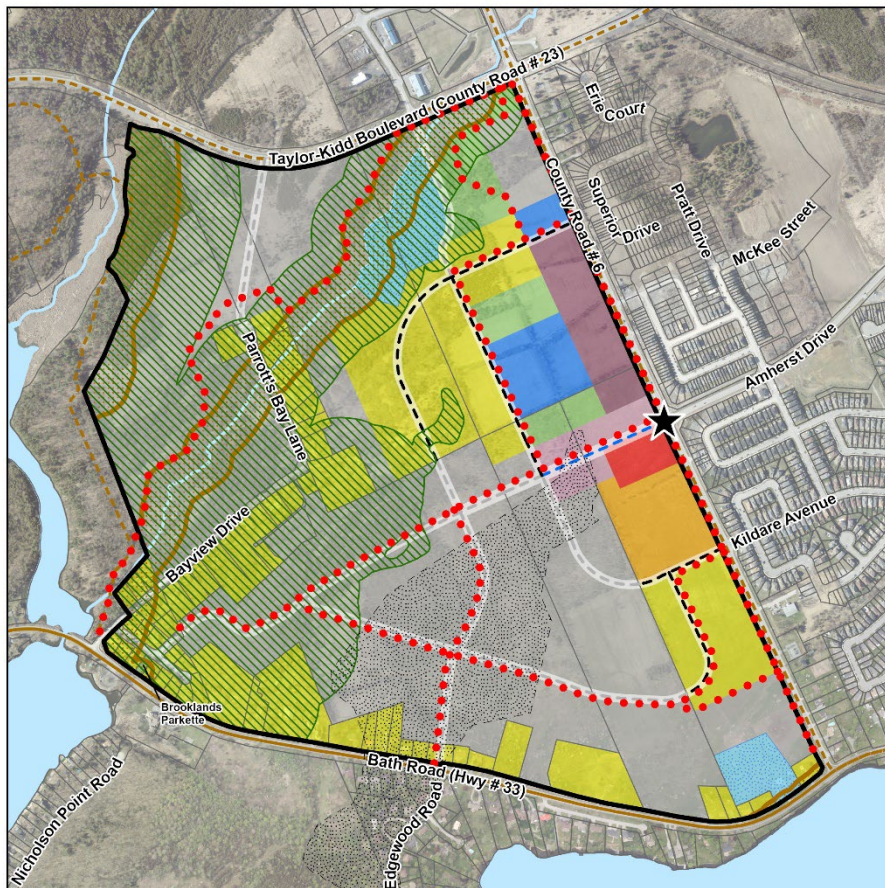 Taylor-Kidd Boulevard (County Road # 23)
Erie
Court
County Road # 6
Superior
Drive
Pratt Drive
McKee Street
Amherst Drive
Parrott's Bay Lane
Bayview Drive
Kildare Avenue
Brooklands
Parkette
Bath Road (Hwy # 33)
Nicholson Point Road
Edgewood Road